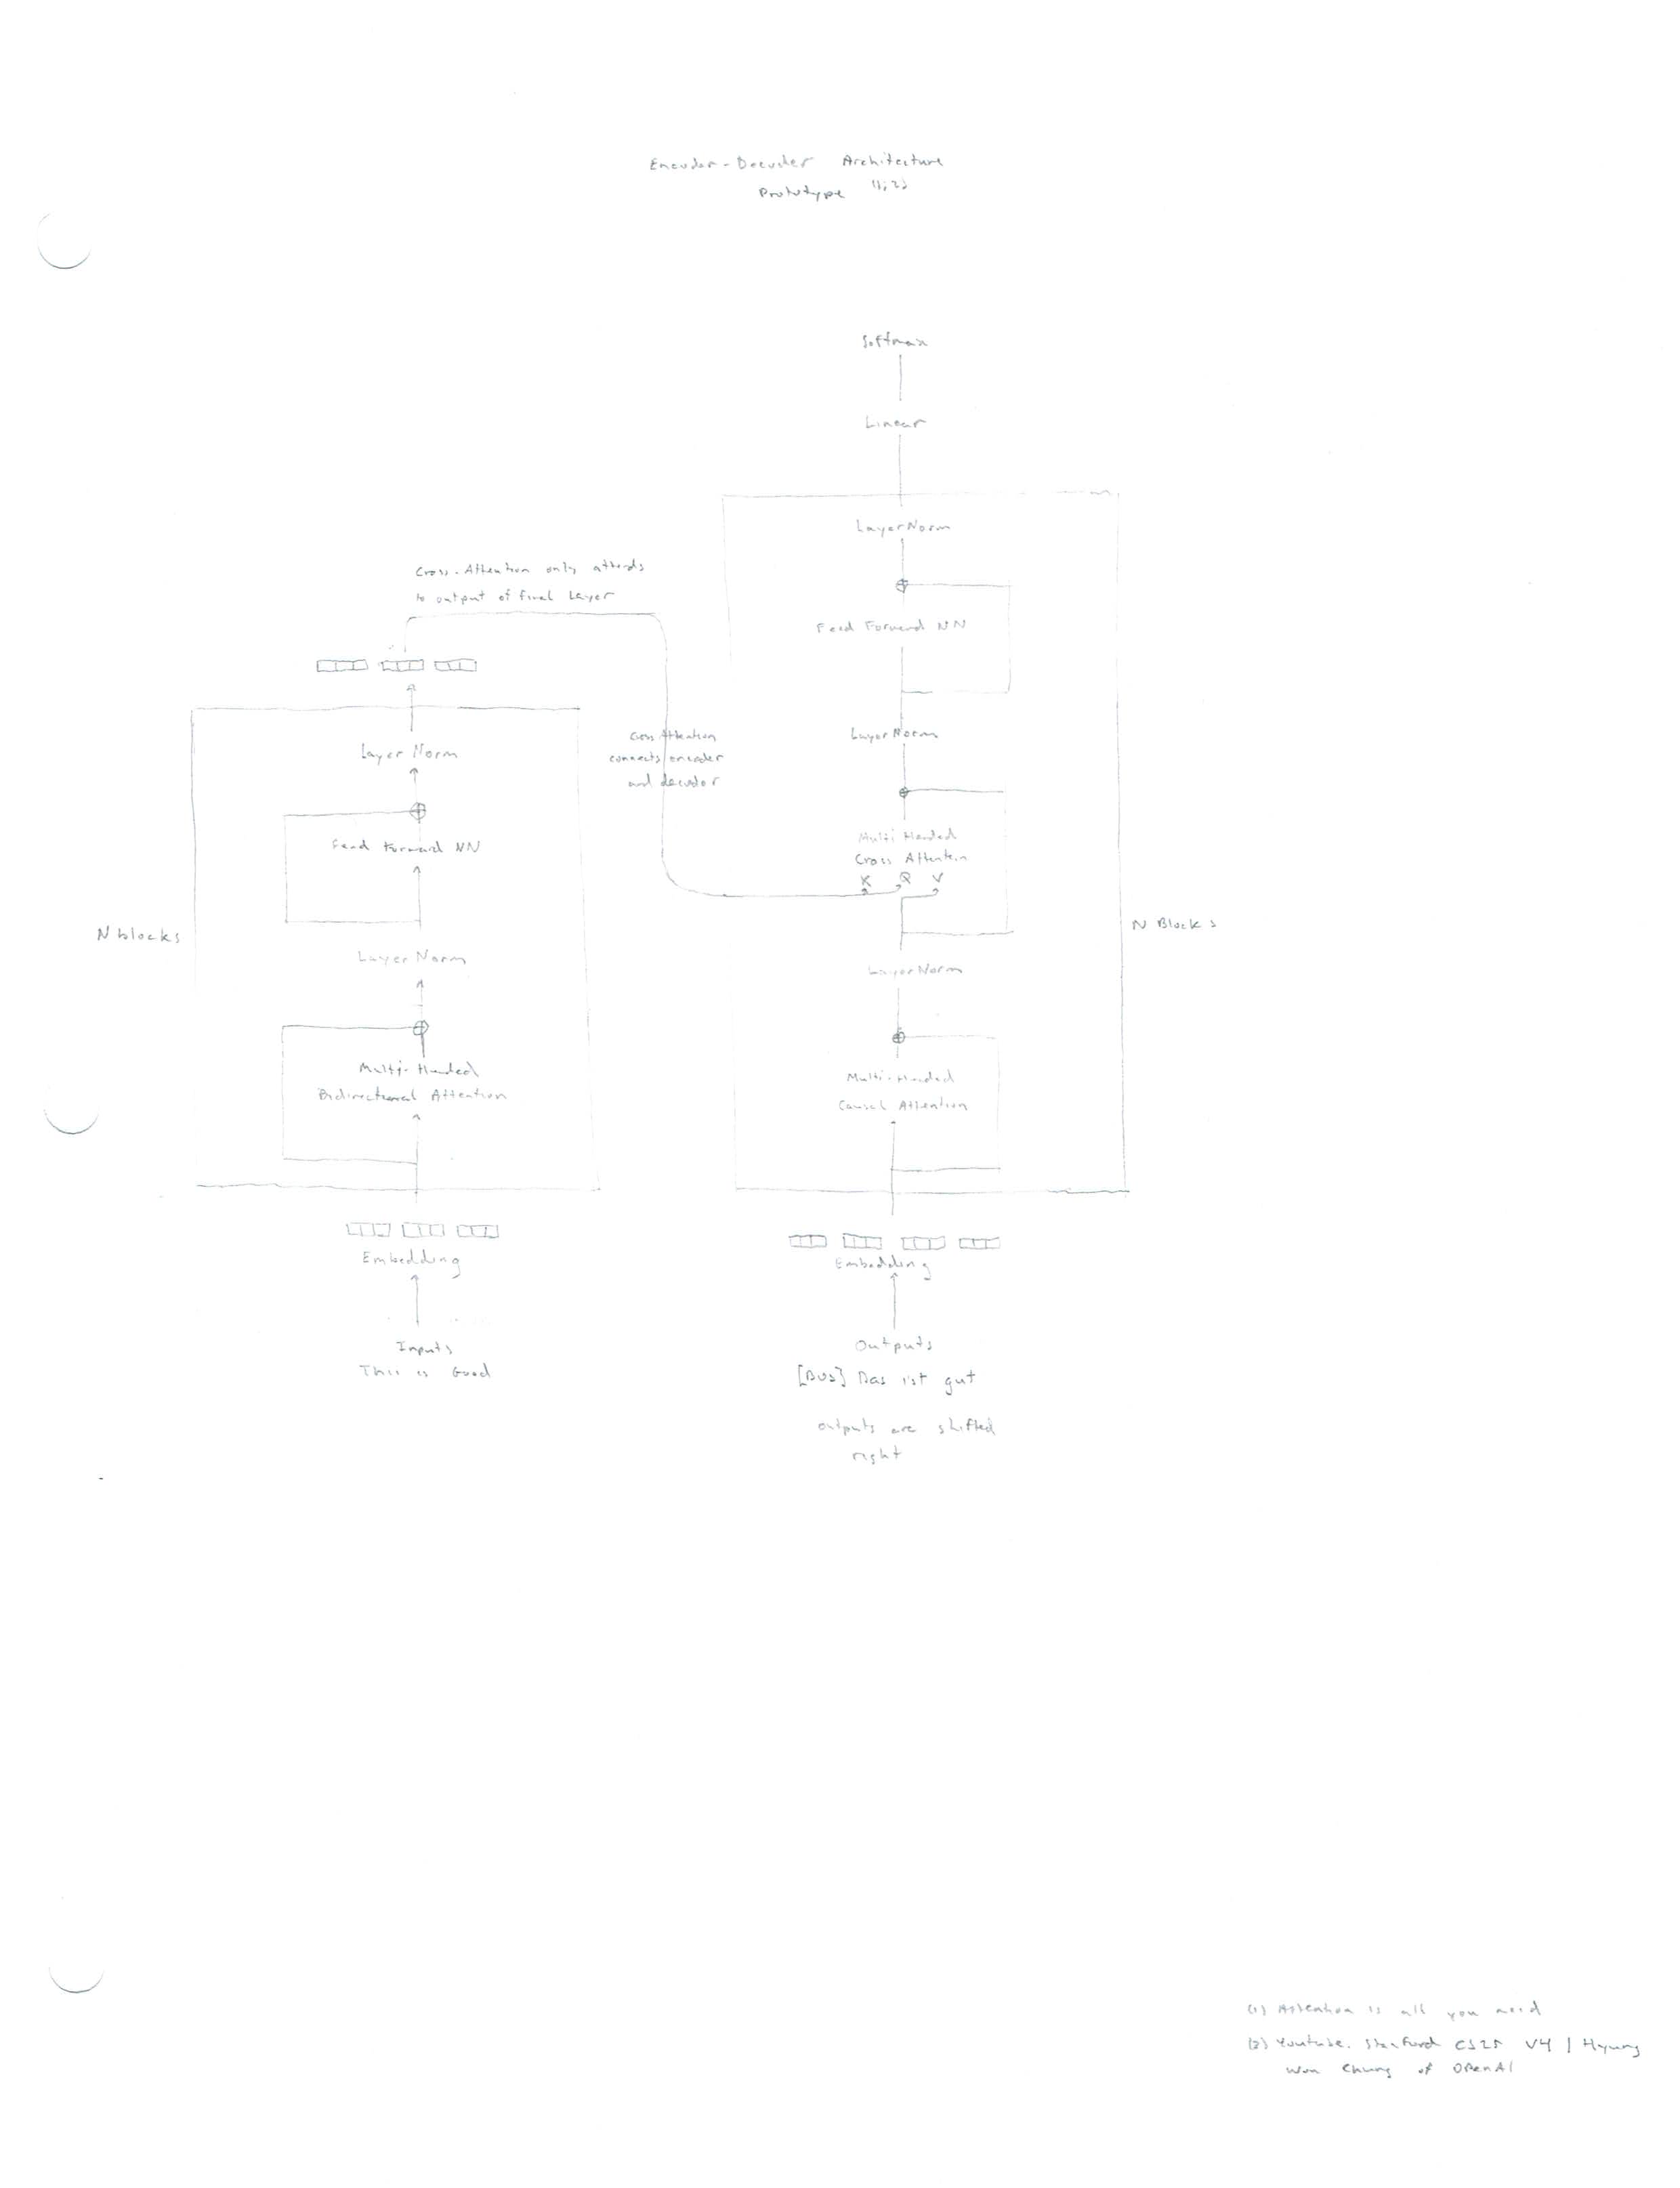 Encoder-Decoder Architecture
Prototype (1,2)
Softmax
Linear
LayerNorm
Feed Forward NN
LayerNorm
Multi Headed
Cross Attention
K Q V
LayerNorm
Multi-Headed
Causal Attention
N Blocks
Embedding
Outputs
[BOS] Das ist gut
outputs are shifted
right
Cross-Attention only attends
to output of final Layer
Cross Attention
connects encoder
and decoder
Layer Norm
Feed Forward NN
Layer Norm
Multi-Headed
Bidirectional Attention
N blocks
Embedding
Inputs
This is Good
(1) Attention is all you need
(2) Youtube. Stanford CS25 V4 | Hyung
Won Chung of OpenAI